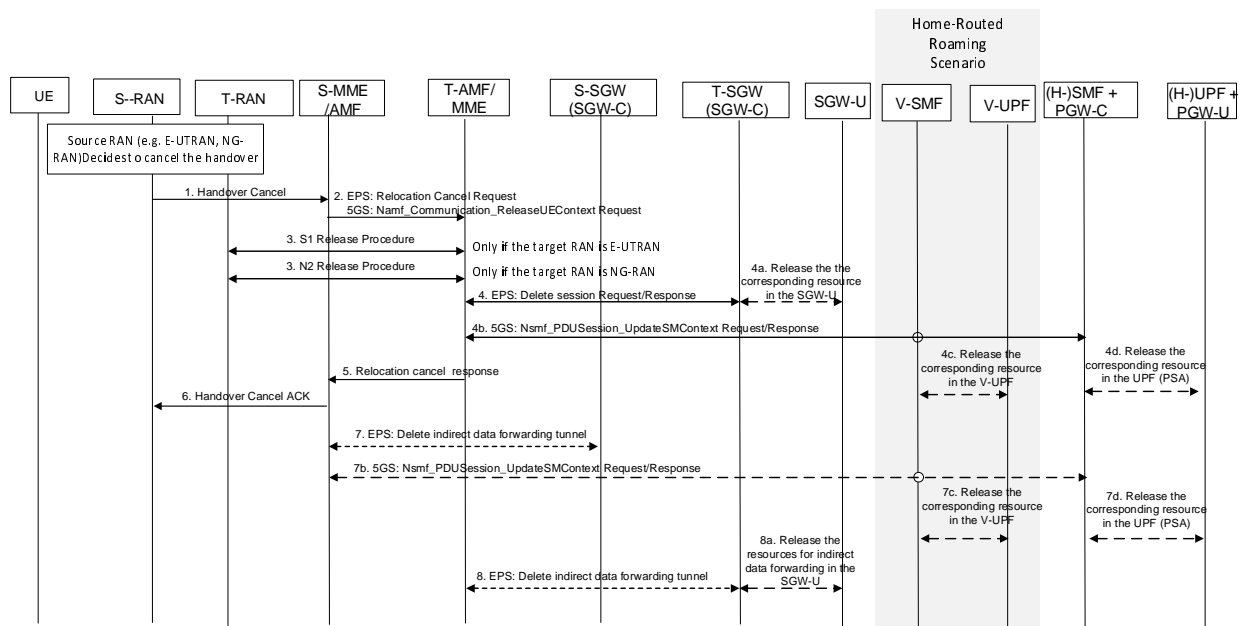 Home-Routed
Roaming
Scenario
UE
S--RAN
T-RAN
S-MME
/AMF
T-AMF/
MME
S-SGW
(SGW-C)
T-SGW
(SGW-C)
SGW-U
V-SMF
V-UPF
(H-)SMF +
PGW-C
(H-)UPF +
PGW-U
Source RAN (e.g. E-UTRAN, NG-
RAN)Decides to cancel the handover
1. Handover Cancel
2. EPS: Relocation Cancel Request
5GS: Namf_Communication_ReleaseUEContext Request
3. S1 Release Procedure
Only if the target RAN is E-UTRAN
3. N2 Release Procedure
Only if the target RAN is NG-RAN
4a. Release the the
corresponding resource
in the SGW-U
4. EPS: Delete session Request/Response
4b. 5GS: Nsmf_PDUSession_UpdateSMContext Request/Response
4c. Release the
corresponding resource
in the V-UPF
4d. Release the
corresponding resource
in the UPF (PSA)
5. Relocation cancel response
6. Handover Cancel ACK
7. EPS: Delete indirect data forwarding tunnel
7b. 5GS: Nsmf_PDUSession_UpdateSMContext Request/Response
7c. Release the
corresponding resource
in the V-UPF
7d. Release the
corresponding resource
in the UPF (PSA)
8a. Release the
resources for indirect
data forwarding in the
SGW-U
8. EPS: Delete indirect data forwarding tunnel